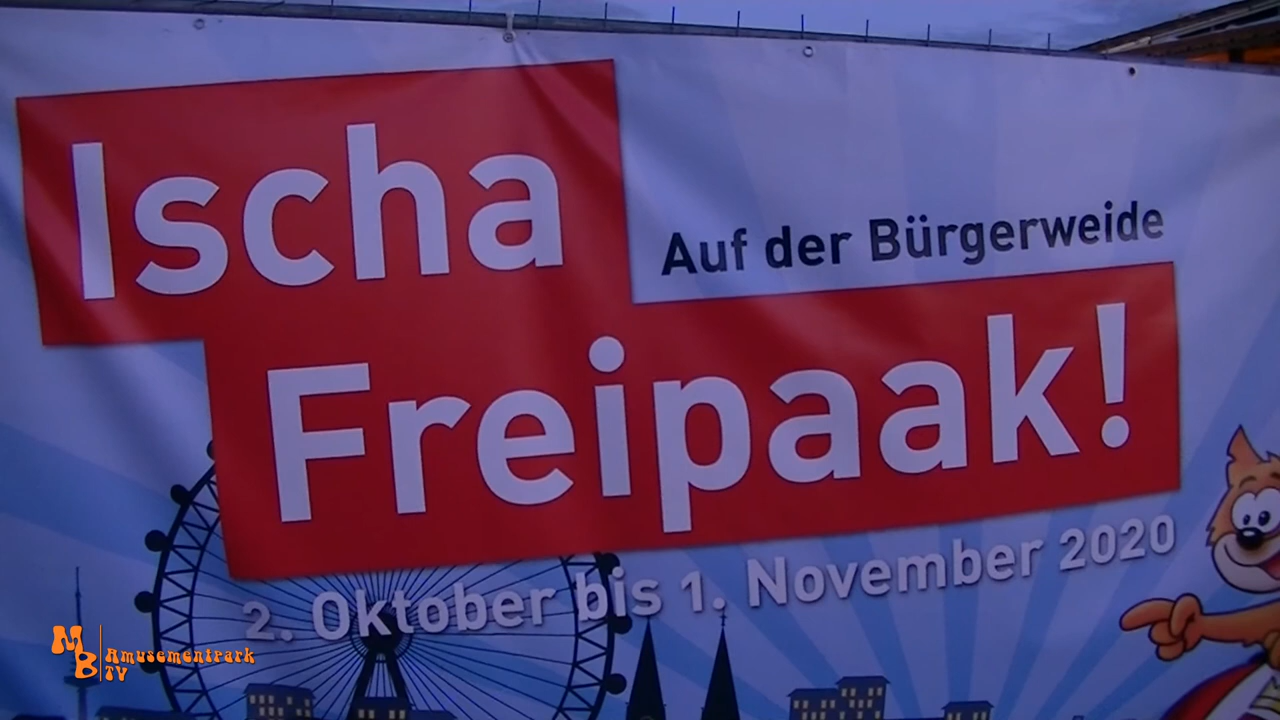 Ischa
Auf der Bürgerweide
Freipaak!
2. Oktober bis 1. November 2020
MB Amusementpark
TV